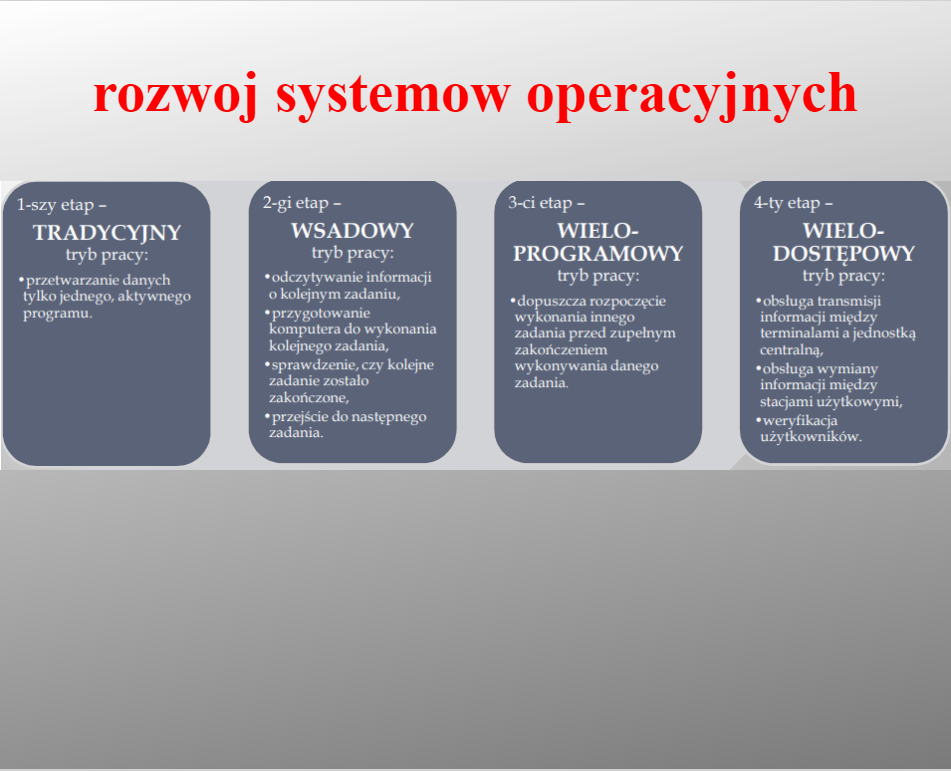 rozwoj systemow operacyjnych
1-szy etap –
TRADYCYJNY
tryb pracy:
•przetwarzanie danych
tylko jednego, aktywnego
programu.
2-gi etap –
WSADOWY
tryb pracy:
•odczytywanie informacji
o kolejnym zadaniu,
•przygotowanie
komputera do wykonania
kolejnego zadania,
•sprawdzenie, czy kolejne
zadanie zostało
zakończone,
•przejście do następnego
zadania.
3-ci etap –
WIELO-
PROGRAMOWY
tryb pracy:
•dopuszcza rozpoczęcie
wykonania innego
zadania przed zupełnym
zakończeniem
wykonywania danego
zadania.
4-ty etap –
WIELO-
DOSTĘPOWY
tryb pracy:
•obsługa transmisji
informacji między
terminalami a jednostką
centralną,
•obsługa wymiany
informacji między
stacjami użytkowymi,
•weryfikacja
użytkowników.